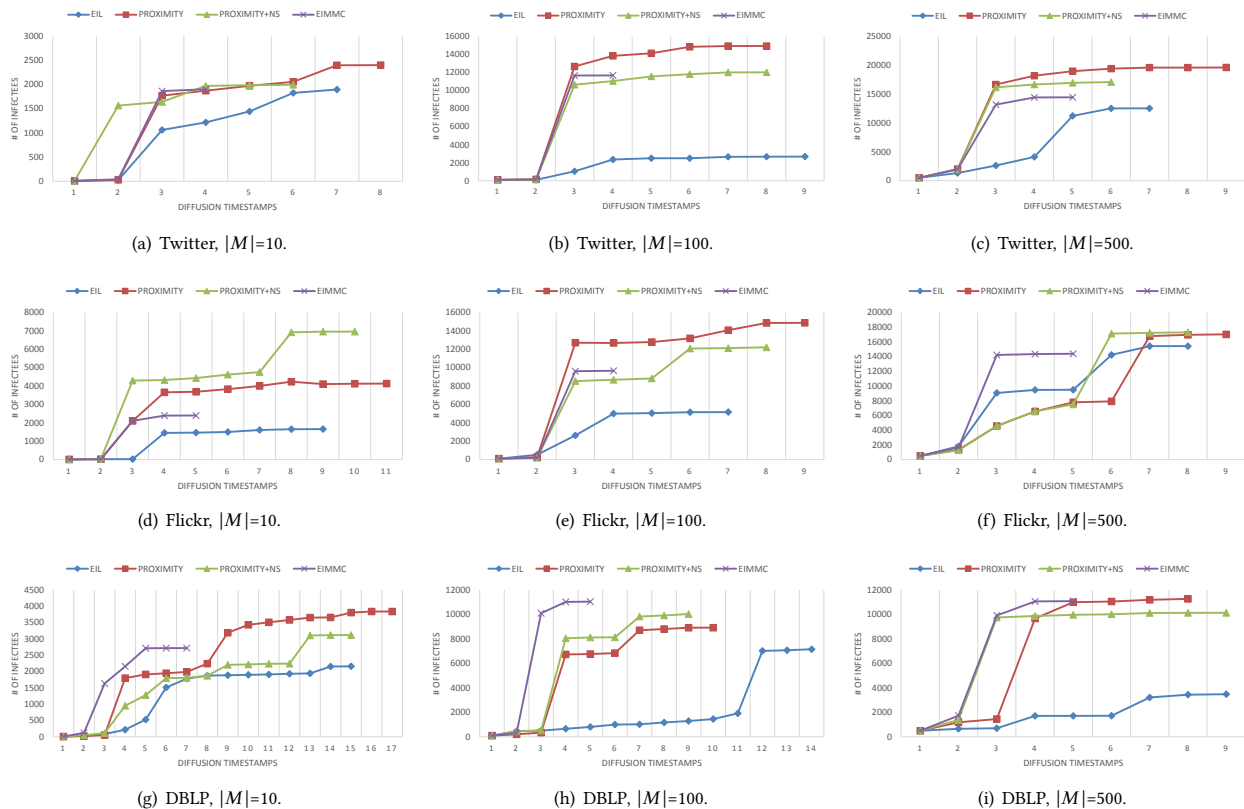 EIL PROXIMITY PROXIMITY+NS EIMMC
3000
2500
2000
1500
1000
500
0
# OF INFECTEES
1 2 3 4 5 6 7 8
DIFFUSION TIMESTAMPS
(a) Twitter, |M|=10.
EIL PROXIMITY PROXIMITY+NS EIMMC
16000
14000
12000
10000
8000
6000
4000
2000
0
# OF INFECTEES
1 2 3 4 5 6 7 8 9
DIFFUSION TIMESTAMPS
(b) Twitter, |M|=100.
EIL PROXIMITY PROXIMITY+NS EIMMC
25000
20000
15000
10000
5000
0
# OF INFECTEES
1 2 3 4 5 6 7 8 9
DIFFUSION TIMESTAMPS
(c) Twitter, |M|=500.
EIL PROXIMITY PROXIMITY+NS EIMMC
8000
7000
6000
5000
4000
3000
2000
1000
0
# OF INFECTEES
1 2 3 4 5 6 7 8 9 10 11
DIFFUSION TIMESTAMPS
(d) Flickr, |M|=10.
EIL PROXIMITY PROXIMITY+NS EIMMC
16000
14000
12000
10000
8000
6000
4000
2000
0
# OF INFECTEES
1 2 3 4 5 6 7 8 9
DIFFUSION TIMESTAMPS
(e) Flickr, |M|=100.
EIL PROXIMITY PROXIMITY+NS EIMMC
20000
18000
16000
14000
12000
10000
8000
6000
4000
2000
0
# OF INFECTEES
1 2 3 4 5 6 7 8 9
DIFFUSION TIMESTAMPS
(f) Flickr, |M|=500.
EIL PROXIMITY PROXIMITY+NS EIMMC
4500
4000
3500
3000
2500
2000
1500
1000
500
0
# OF INFECTEES
1 2 3 4 5 6 7 8 9 10 11 12 13 14 15 16 17
DIFFUSION TIMESTAMPS
(g) DBLP, |M|=10.
EIL PROXIMITY PROXIMITY+NS EIMMC
12000
10000
8000
6000
4000
2000
0
# OF INFECTEES
1 2 3 4 5 6 7 8 9 10 11 12 13 14
DIFFUSION TIMESTAMPS
(h) DBLP, |M|=100.
EIL PROXIMITY PROXIMITY+NS EIMMC
12000
10000
8000
6000
4000
2000
0
# OF INFECTEES
1 2 3 4 5 6 7 8 9
DIFFUSION TIMESTAMPS
(i) DBLP, |M|=500.